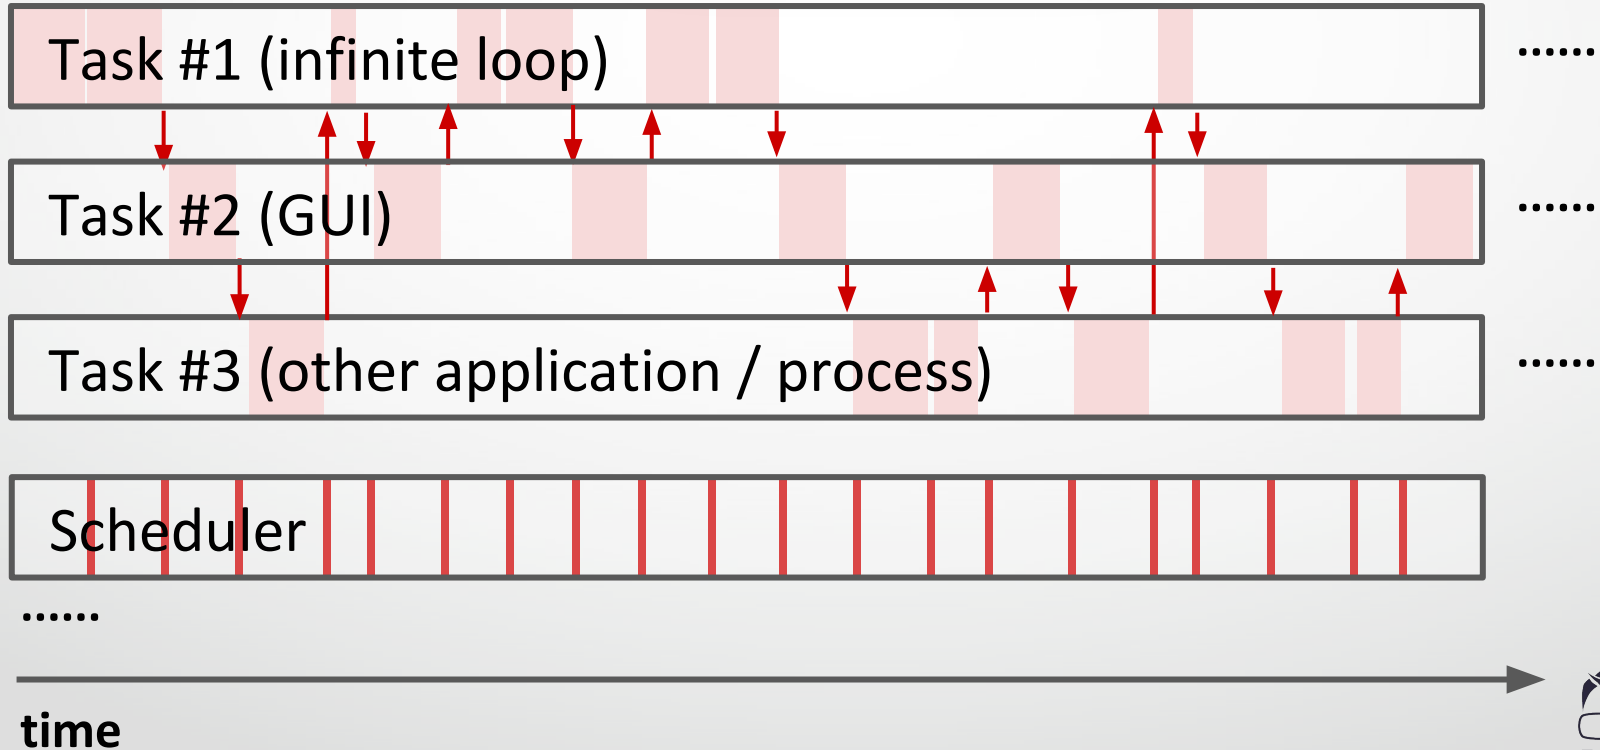 Task #1 (infinite loop)
......
Task #2 (GUI)
......
Task #3 (other application / process)
......
Scheduler
......
time